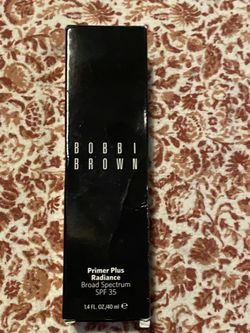 BOBBI
BROWN
Primer Plus
Radiance
Broad Spectrum
SPF 35
1.4 FL. OZ./40 ml ℮